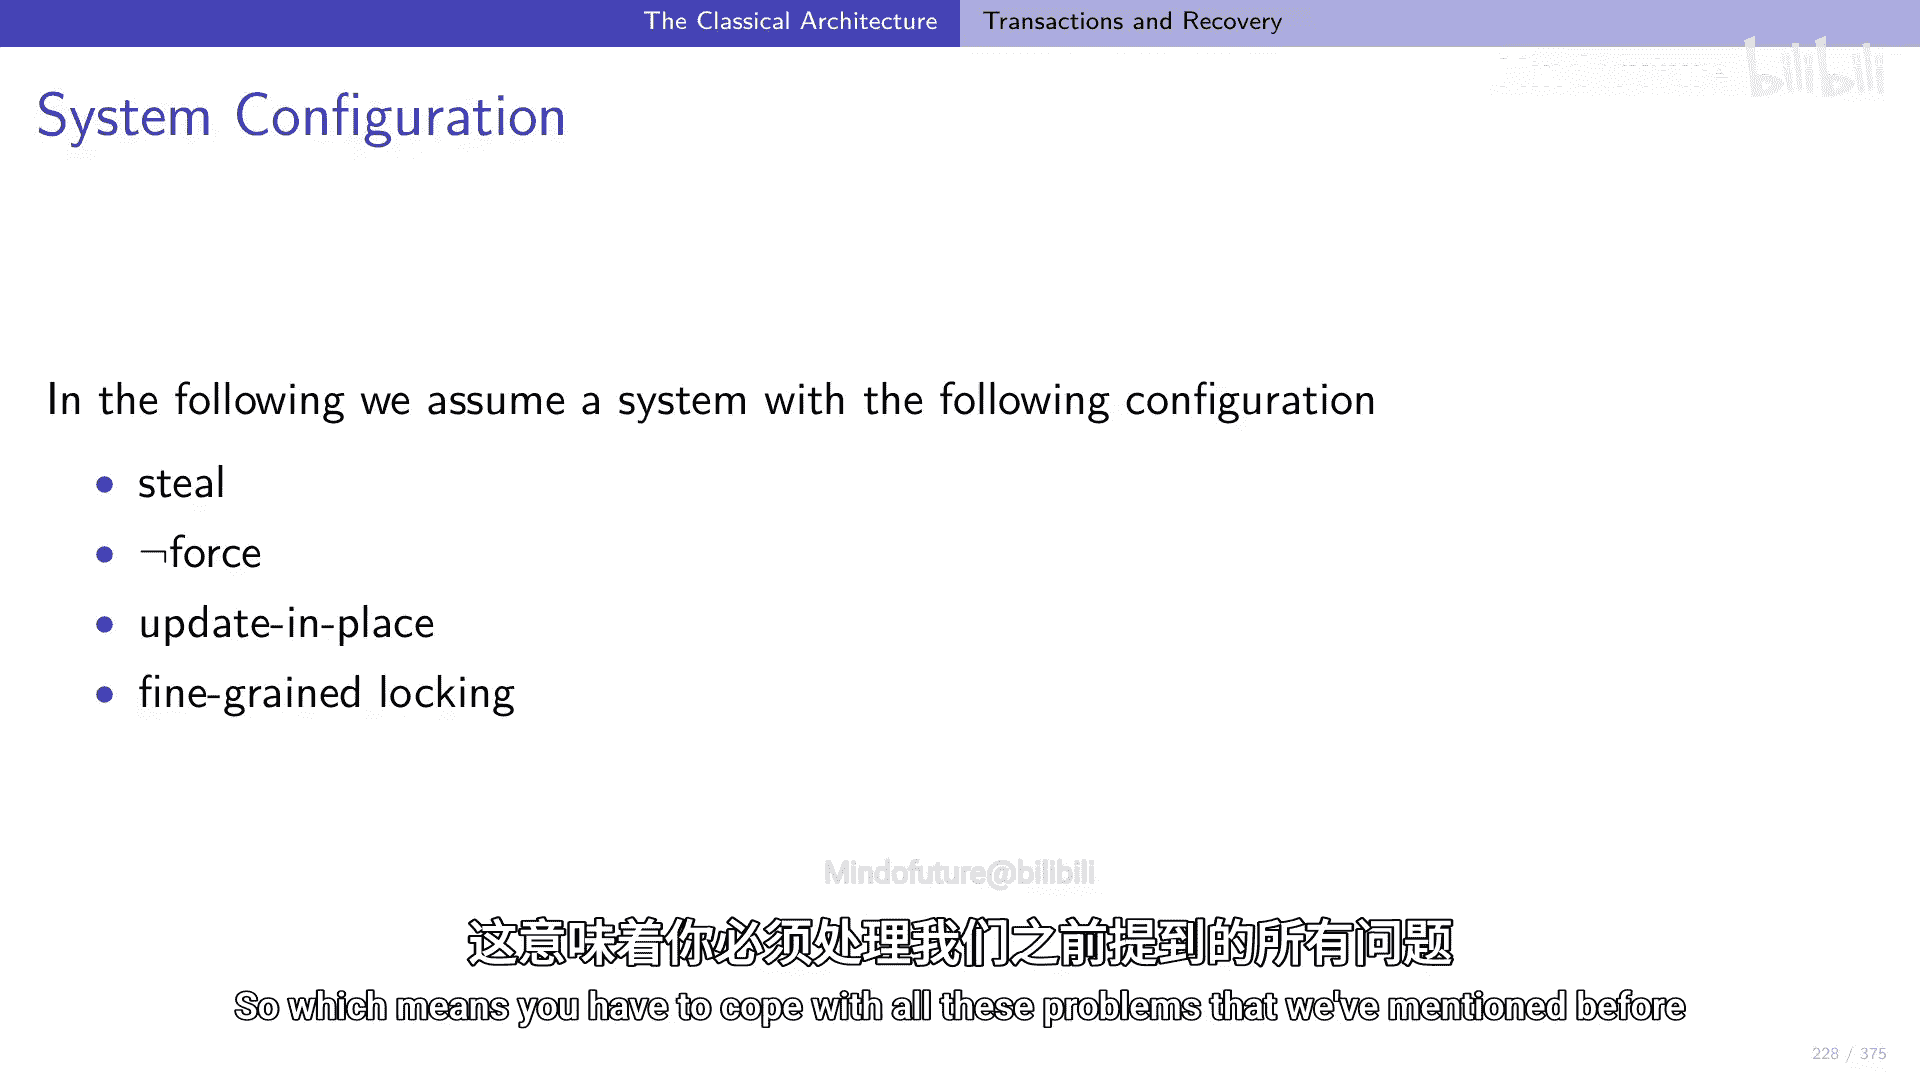 The Classical Architecture
Transactions and Recovery
bilibili
System Configuration
In the following we assume a system with the following configuration
• steal
• ¬force
• update-in-place
• fine-grained locking
Mindofuture@bilibili
这意味着你必须处理我们之前提到的所有问题
So which means you have to cope with all these problems that we've mentioned before
228 / 375